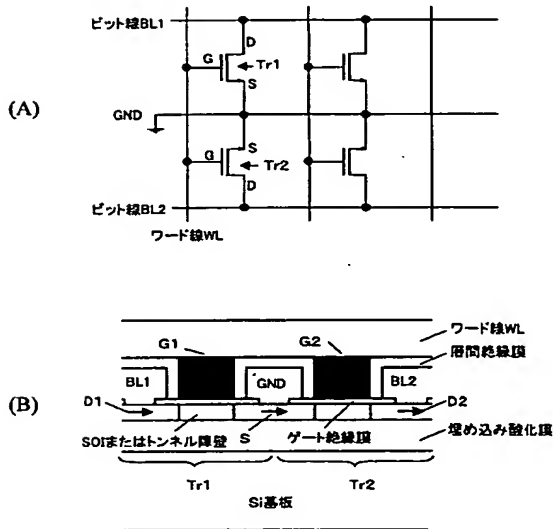 (A)
ビット線BL1
D
G
Tr1
S
GND
S
G
Tr2
D
ビット線BL2
ワード線WL
(B)
G1
G2
ワード線WL
層間絶縁膜
BL1
GND
BL2
D1
D2
SOIまたはトンネル障壁
S
ゲート絶縁膜
埋め込み酸化膜
Tr1
Tr2
Si基板